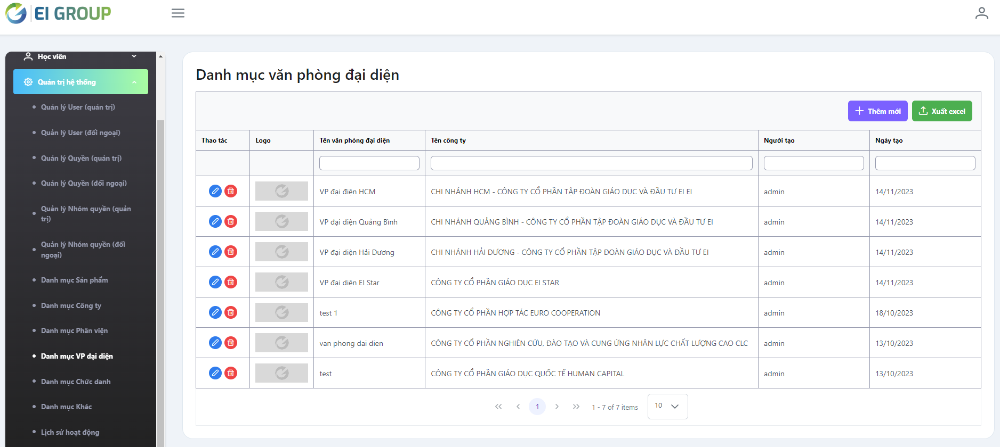 EI GROUP
Học viên
Quản trị hệ thống
Quản lý User (quản trị)
Quản lý User (đối ngoại)
Quản lý Quyền (quản trị)
Quản lý Quyền (đối ngoại)
Quản lý Nhóm quyền (quản
trị)
Quản lý Nhóm quyền (đối
ngoại)
Danh mục Sản phẩm
Danh mục Công ty
Danh mục Phân viện
Danh mục VP đại diện
Danh mục Chức danh
Danh mục Khác
Lịch sử hoạt động
Danh mục văn phòng đại diện
Thêm mới Xuất excel
Thao tác Logo Tên văn phòng đại diện Tên công ty Người tạo Ngày tạo
VP đại điện HCM CHI NHÁNH HCM - CÔNG TY CỔ PHẦN TẬP ĐOÀN GIÁO DỤC VÀ ĐẦU TƯ EI EI admin 14/11/2023
VP đại diện Quảng Bình CHI NHÁNH QUẢNG BÌNH - CÔNG TY CỔ PHẦN TẬP ĐOÀN GIÁO DỤC VÀ ĐẦU TƯ EI admin 14/11/2023
VP đại diện Hải Dương CHI NHÁNH HẢI DƯƠNG - CÔNG TY CỔ PHẦN TẬP ĐOÀN GIÁO DỤC VÀ ĐẦU TƯ EI admin 14/11/2023
VP đại diện EI Star CÔNG TY CỔ PHẦN GIÁO DỤC EI STAR admin 14/11/2023
test 1 CÔNG TY CỔ PHẦN HỢP TÁC EURO COOPERATION admin 18/10/2023
van phong dai dien CÔNG TY CỔ PHẦN NGHIÊN CỨU, ĐÀO TẠO VÀ CUNG ỨNG NHÂN LỰC CHẤT LƯỢNG CAO CLC admin 13/10/2023
test CÔNG TY CỔ PHẦN GIÁO DỤC QUỐC TẾ HUMAN CAPITAL admin 13/10/2023
1 1 - 7 of 7 items 10